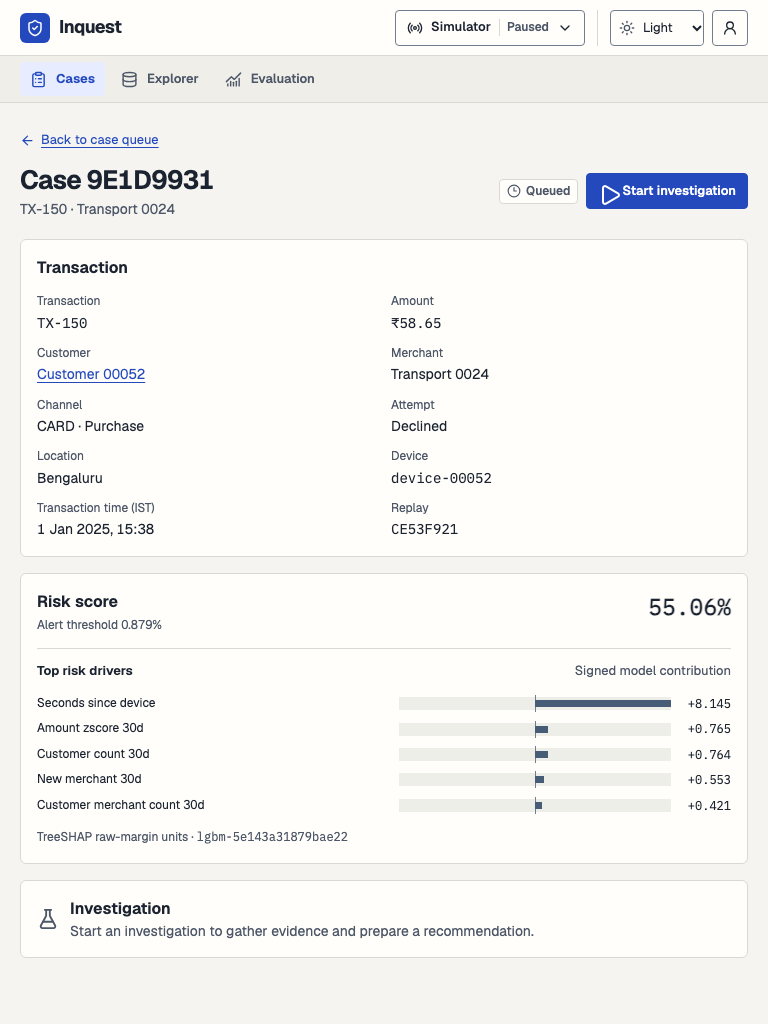 Inquest
Simulator Paused
Light
Cases
Explorer
Evaluation
Back to case queue
Case 9E1D9931
TX-150 · Transport 0024
Queued
Start investigation
Transaction
Transaction
TX-150
Amount
₹58.65
Customer
Customer 00052
Merchant
Transport 0024
Channel
CARD · Purchase
Attempt
Declined
Location
Bengaluru
Device
device-00052
Transaction time (IST)
1 Jan 2025, 15:38
Replay
CE53F921
Risk score
55.06%
Alert threshold 0.879%
Top risk drivers
Signed model contribution
Seconds since device +8.145
Amount zscore 30d +0.765
Customer count 30d +0.764
New merchant 30d +0.553
Customer merchant count 30d +0.421
TreeSHAP raw-margin units · lgbm-5e143a31879bae22
Investigation
Start an investigation to gather evidence and prepare a recommendation.